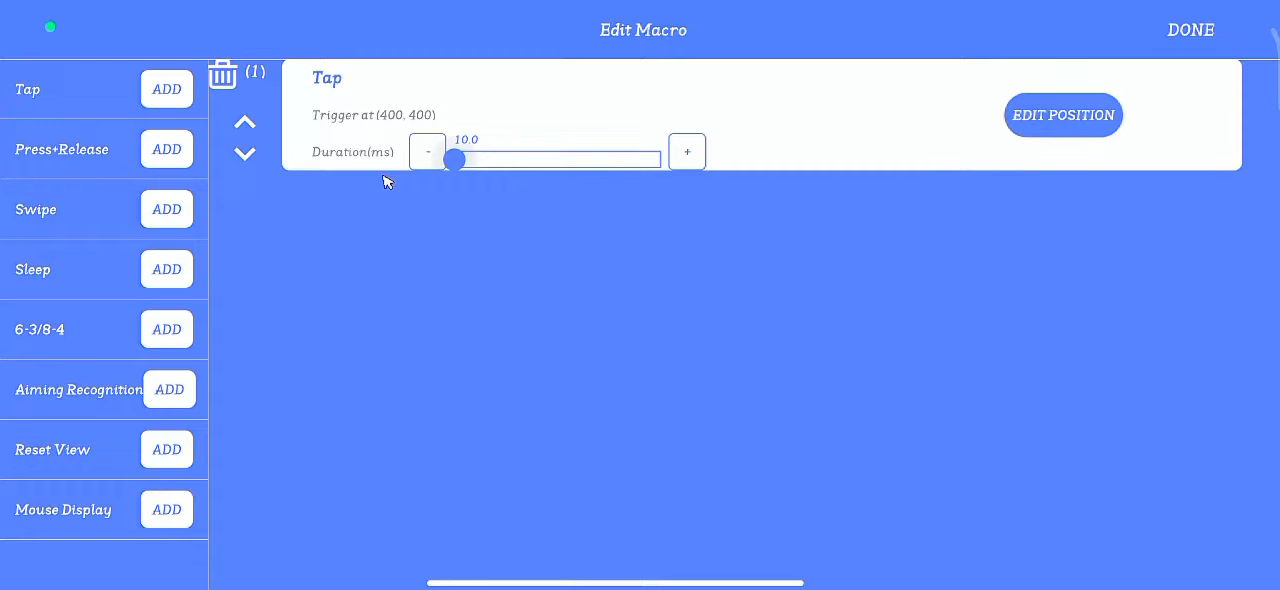 Edit Macro
DONE
Tap ADD
Press+Release ADD
Swipe ADD
Sleep ADD
6-3/8-4 ADD
Aiming Recognition ADD
Reset View ADD
Mouse Display ADD
(1)
Tap
Trigger at(400, 400)
EDIT POSITION
10.0
Duration(ms) - +